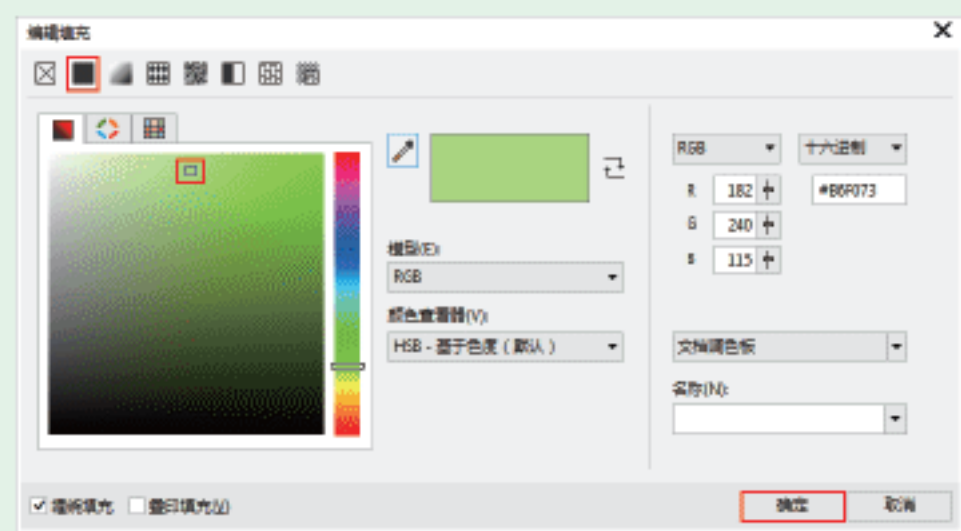 编辑填充
RGB
十六进制
R 182
#B6F073
G 240
B 115
模型(E):
RGB
颜色查看器(V):
HSB - 基于色度 ( 默认 )
文档调色板
名称(N):
缠绕填充
叠印填充(V)
确定
取消